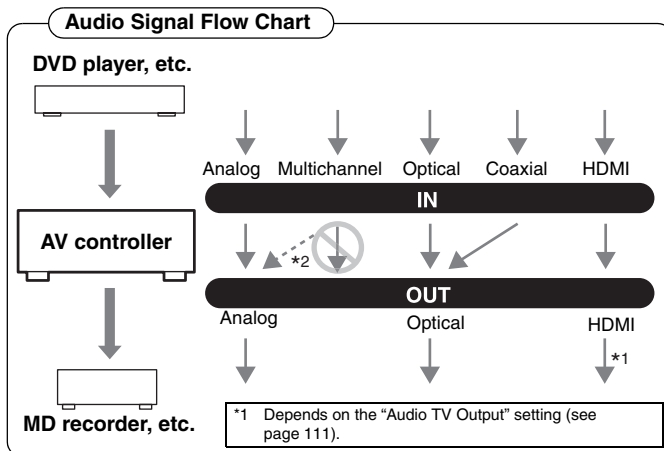 Audio Signal Flow Chart
DVD player, etc.
Analog Multichannel Optical Coaxial HDMI
IN
AV controller
*2
OUT
Analog Optical HDMI
*1
MD recorder, etc.
*1 Depends on the “Audio TV Output” setting (see
page 111).